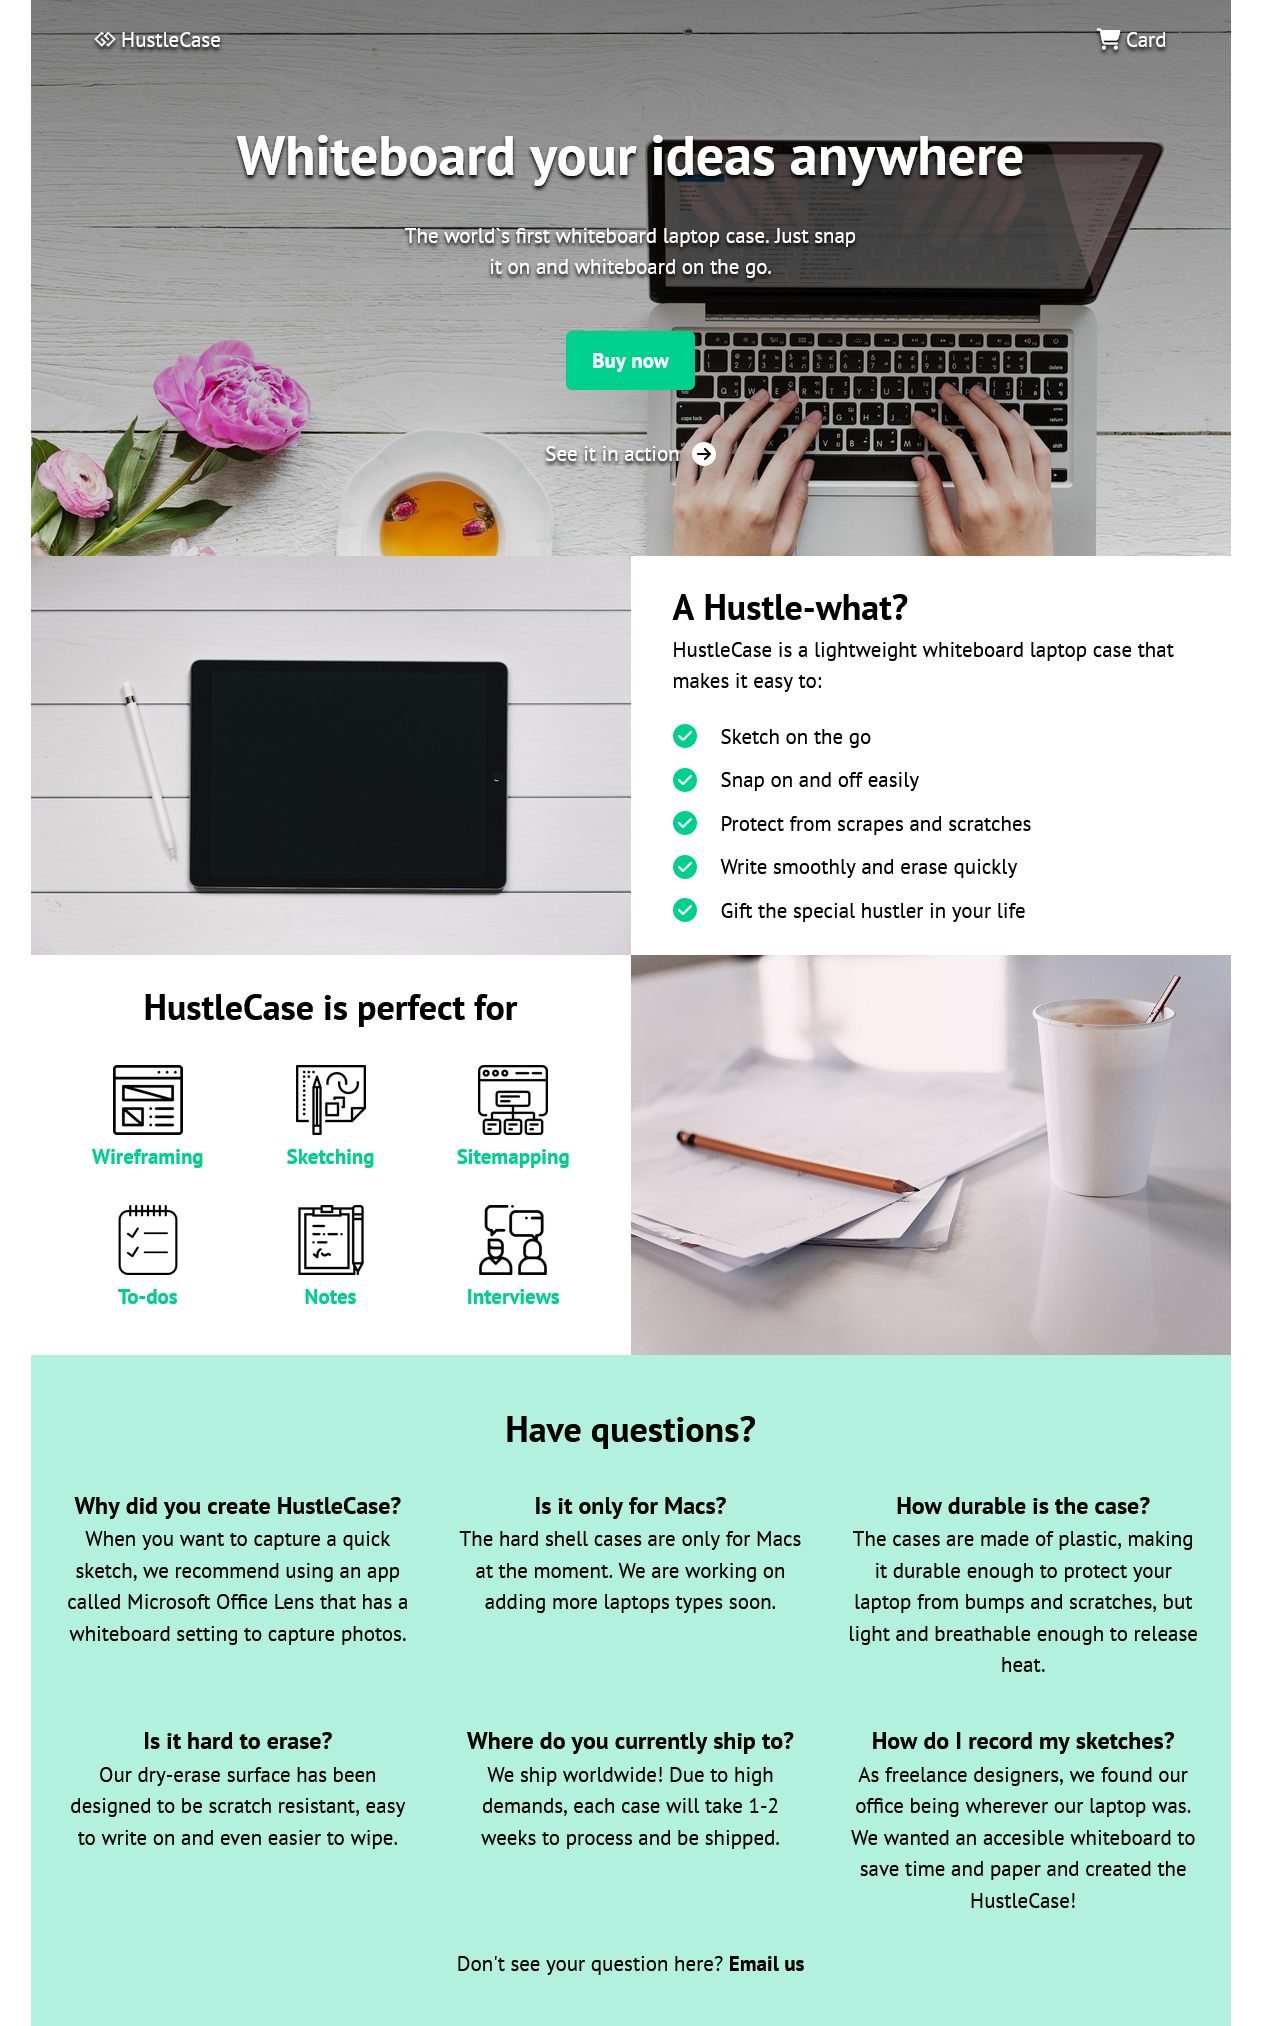 HustleCase
Card
Whiteboard your ideas anywhere
The world`s first whiteboard laptop case. Just snap
it on and whiteboard on the go.
Buy now
See it in action
A Hustle-what?
HustleCase is a lightweight whiteboard laptop case that
makes it easy to:
Sketch on the go
Snap on and off easily
Protect from scrapes and scratches
Write smoothly and erase quickly
Gift the special hustler in your life
HustleCase is perfect for
Wireframing
Sketching
Sitemapping
To-dos
Notes
Interviews
Have questions?
Why did you create HustleCase?
When you want to capture a quick
sketch, we recommend using an app
called Microsoft Office Lens that has a
whiteboard setting to capture photos.
Is it only for Macs?
The hard shell cases are only for Macs
at the moment. We are working on
adding more laptops types soon.
How durable is the case?
The cases are made of plastic, making
it durable enough to protect your
laptop from bumps and scratches, but
light and breathable enough to release
heat.
Is it hard to erase?
Our dry-erase surface has been
designed to be scratch resistant, easy
to write on and even easier to wipe.
Where do you currently ship to?
We ship worldwide! Due to high
demands, each case will take 1-2
weeks to process and be shipped.
How do I record my sketches?
As freelance designers, we found our
office being wherever our laptop was.
We wanted an accesible whiteboard to
save time and paper and created the
HustleCase!
Don't see your question here? Email us